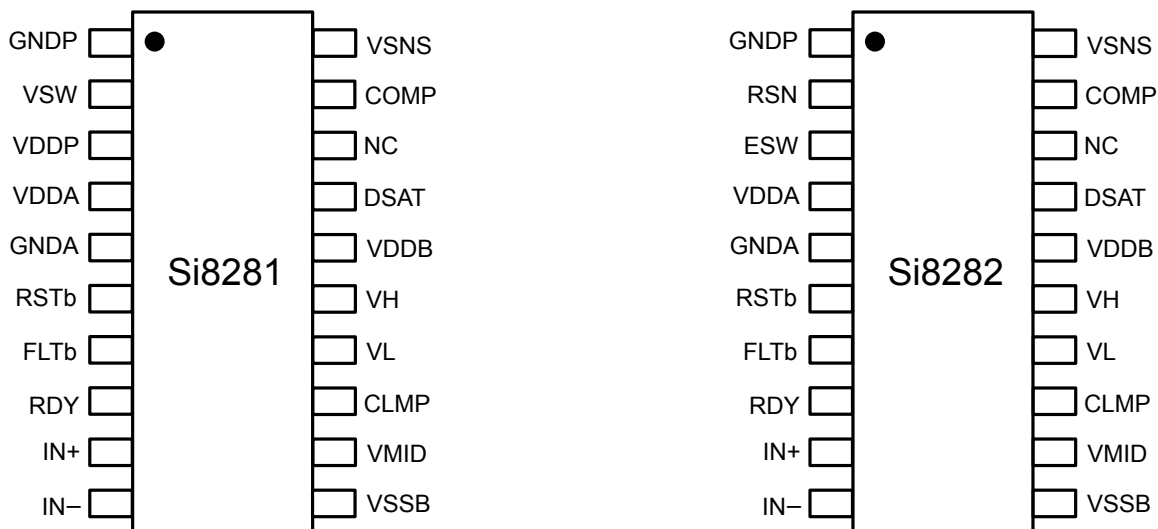 GNDP
VSW
VDDP
VDDA
GNDA
RSTb
FLTb
RDY
IN+
IN–
Si8281
VSNS
COMP
NC
DSAT
VDDB
VH
VL
CLMP
VMID
VSSB
GNDP
RSN
ESW
VDDA
GNDA
RSTb
FLTb
RDY
IN+
IN–
Si8282
VSNS
COMP
NC
DSAT
VDDB
VH
VL
CLMP
VMID
VSSB